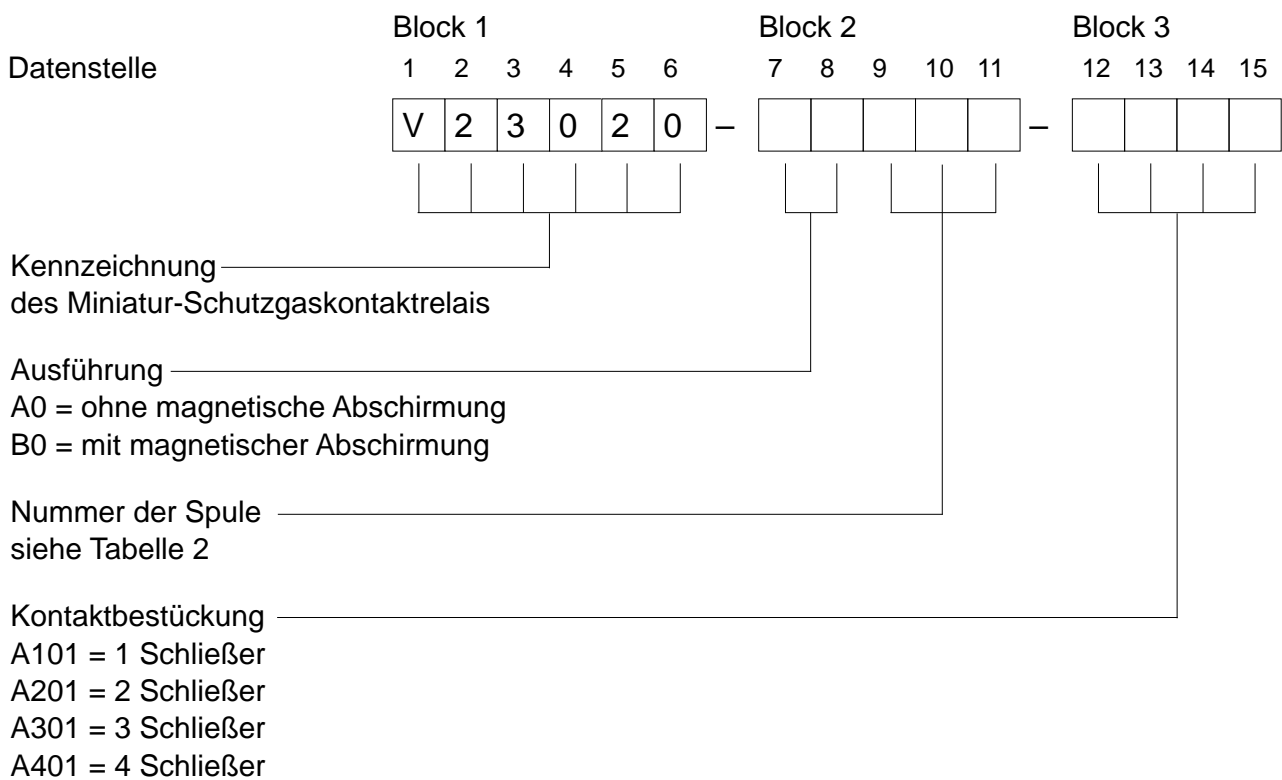 Block 1 Block 2 Block 3
Datenstelle 1 2 3 4 5 6 7 8 9 10 11 12 13 14 15
V 2 3 0 2 0 – –
Kennzeichnung
des Miniatur-Schutzgaskontaktrelais
Ausführung
A0 = ohne magnetische Abschirmung
B0 = mit magnetischer Abschirmung
Nummer der Spule
siehe Tabelle 2
Kontaktbestückung
A101 = 1 Schließer
A201 = 2 Schließer
A301 = 3 Schließer
A401 = 4 Schließer